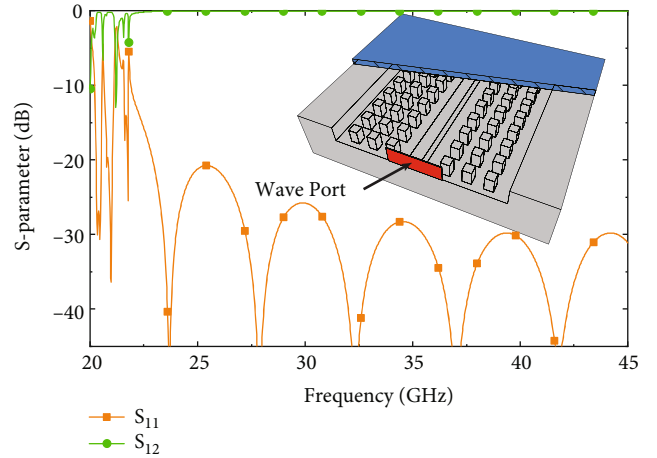 0
−10
−20
−30
−40
S-parameter (dB)
Wave Port
20
25
30
35
40
45
Frequency (GHz)
S₁₁
S₁₂